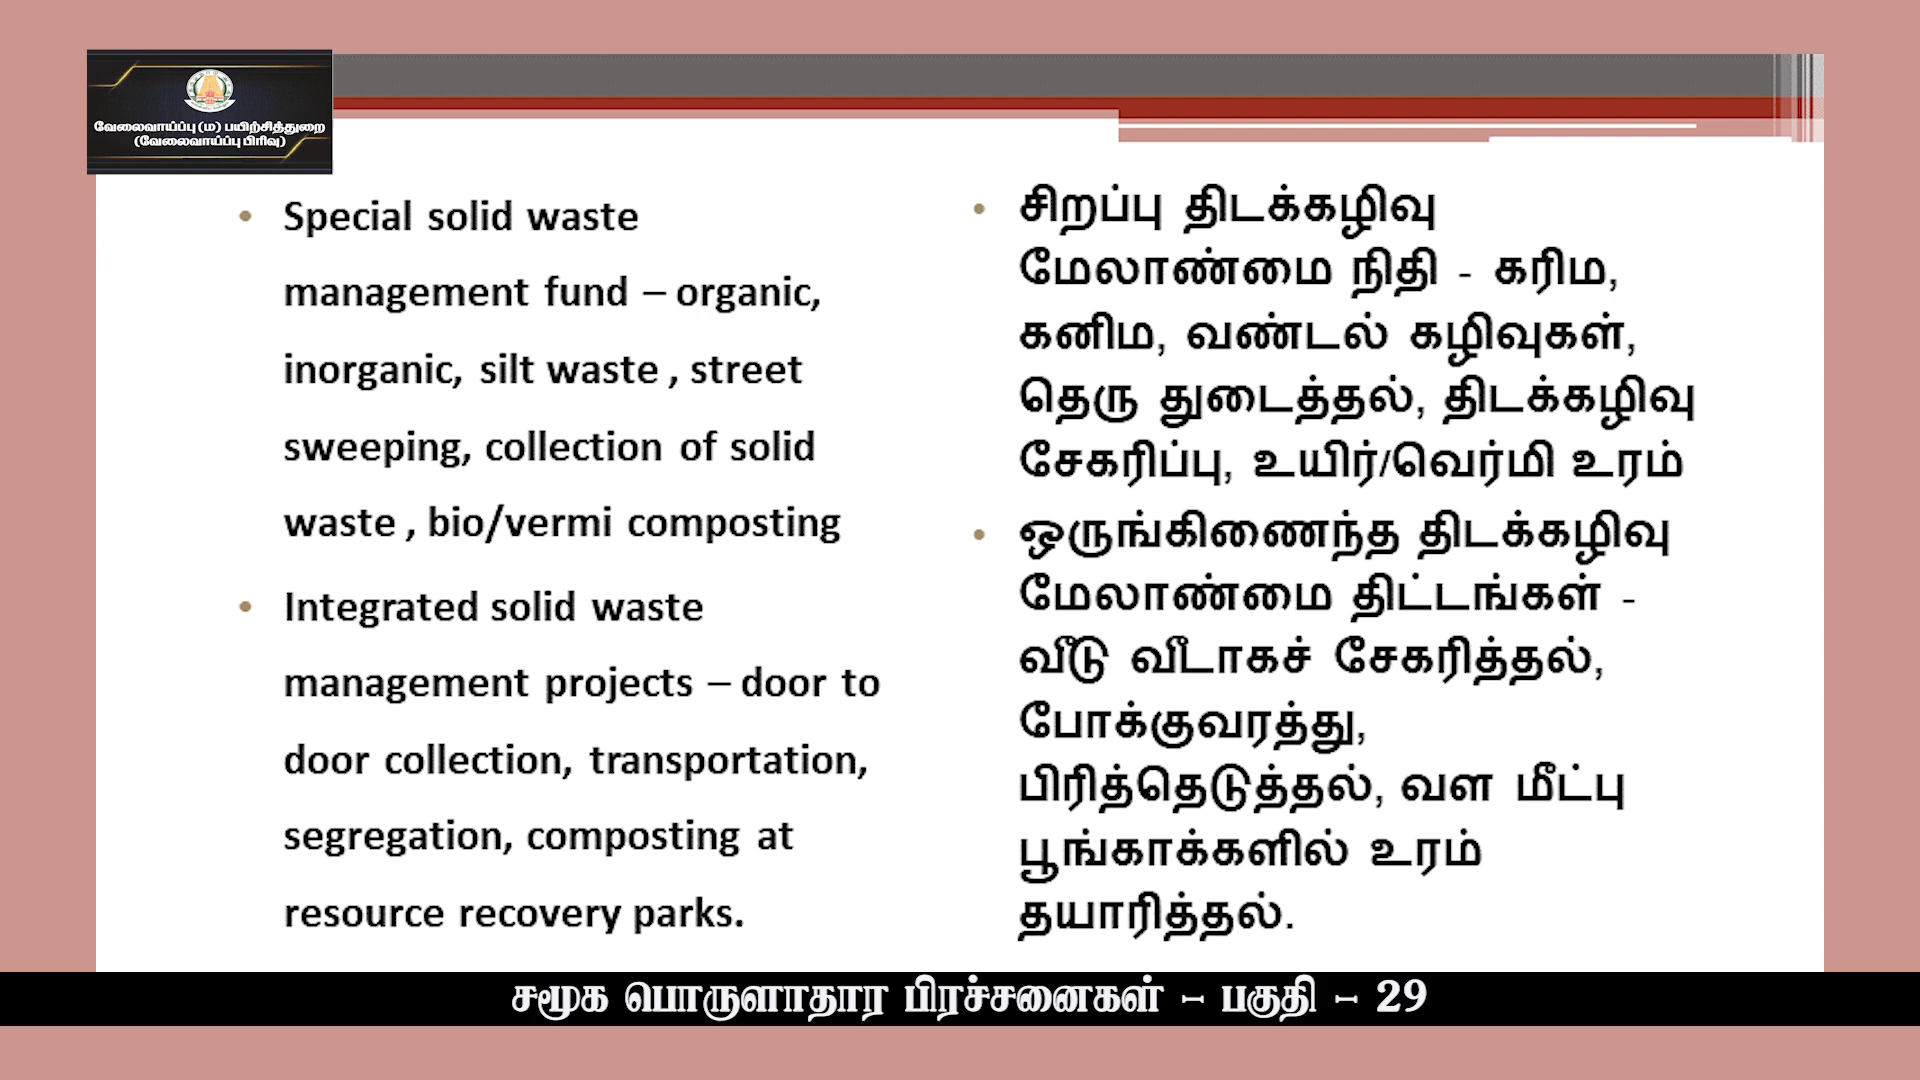 வேலைவாய்ப்பு (ம) பயிற்சித்துறை
(வேலைவாய்ப்பு பிரிவு)
• Special solid waste
management fund – organic,
inorganic, silt waste , street
sweeping, collection of solid
waste , bio/vermi composting
• Integrated solid waste
management projects – door to
door collection, transportation,
segregation, composting at
resource recovery parks.
• சிறப்பு திடக்கழிவு
மேலாண்மை நிதி - கரிம,
கனிம, வண்டல் கழிவுகள்,
தெரு துடைத்தல், திடக்கழிவு
சேகரிப்பு, உயிர்/வெர்மி உரம்
• ஒருங்கிணைந்த திடக்கழிவு
மேலாண்மை திட்டங்கள் -
வீடு வீடாகச் சேகரித்தல்,
போக்குவரத்து,
பிரித்தெடுத்தல், வள மீட்பு
பூங்காக்களில் உரம்
தயாரித்தல்.
சமூக பொருளாதார பிரச்சனைகள் – பகுதி – 29